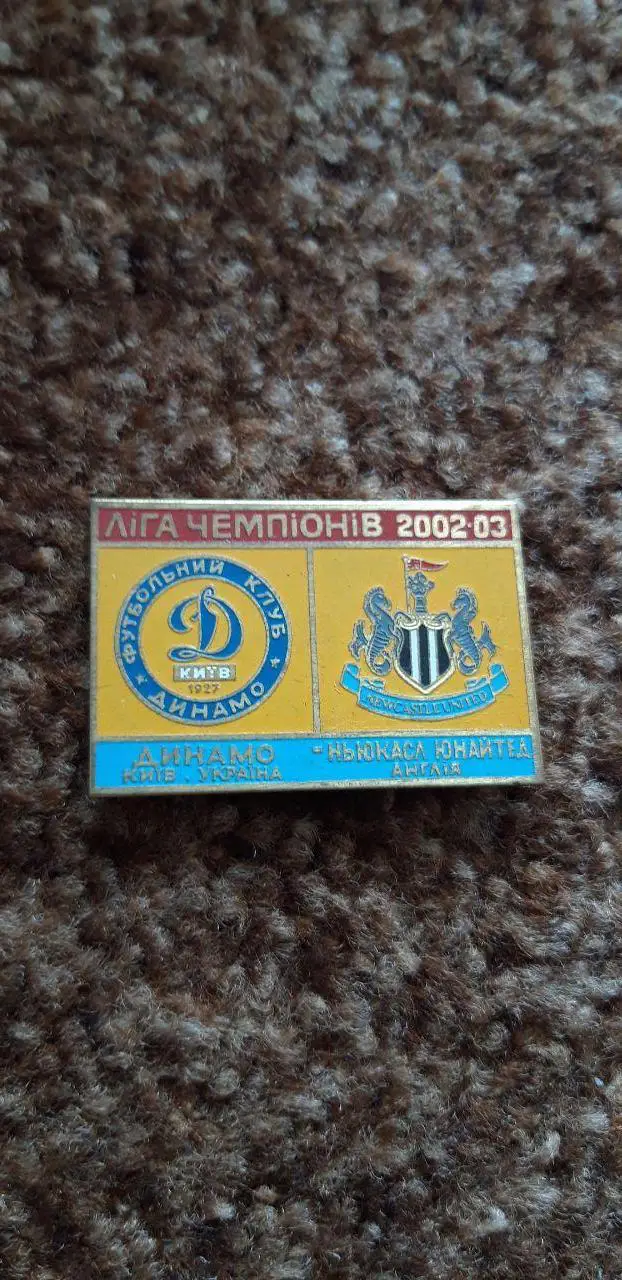 ЛІГА ЧЕМПІОНІВ 2002-03
ФУТБОЛЬНИЙ КЛУБ
Д
КИЇВ
1927
ДИНАМО
NEWCASTLE UNITED
ДИНАМО - НЬЮКАСЛ ЮНАЙТЕД
КИЇВ . УКРАЇНА АНГЛІЯ